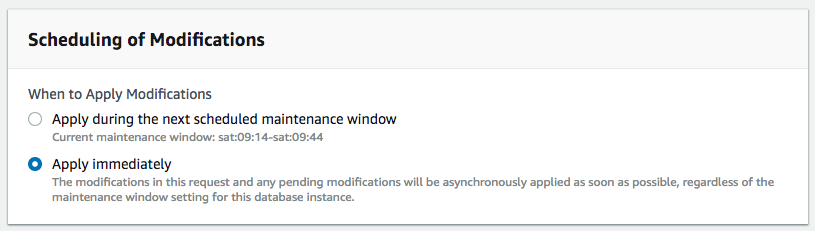 Scheduling of Modifications
When to Apply Modifications
Apply during the next scheduled maintenance window
Current maintenance window: sat:09:14-sat:09:44
Apply immediately
The modifications in this request and any pending modifications will be asynchronously applied as soon as possible, regardless of the
maintenance window setting for this database instance.